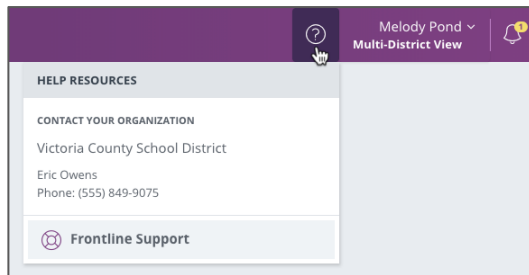 Melody Pond
Multi-District View
1
HELP RESOURCES
CONTACT YOUR ORGANIZATION
Victoria County School District
Eric Owens
Phone: (555) 849-9075
Frontline Support